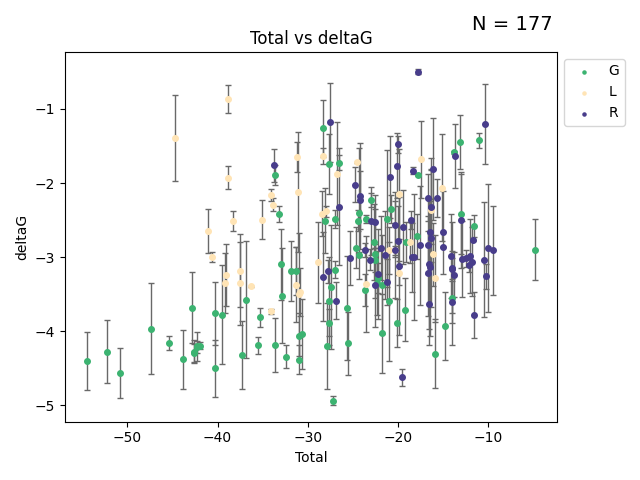 N = 177
Total vs deltaG
G
L
R
deltaG
−1
−2
−3
−4
−5
−50
−40
−30
−20
−10
Total